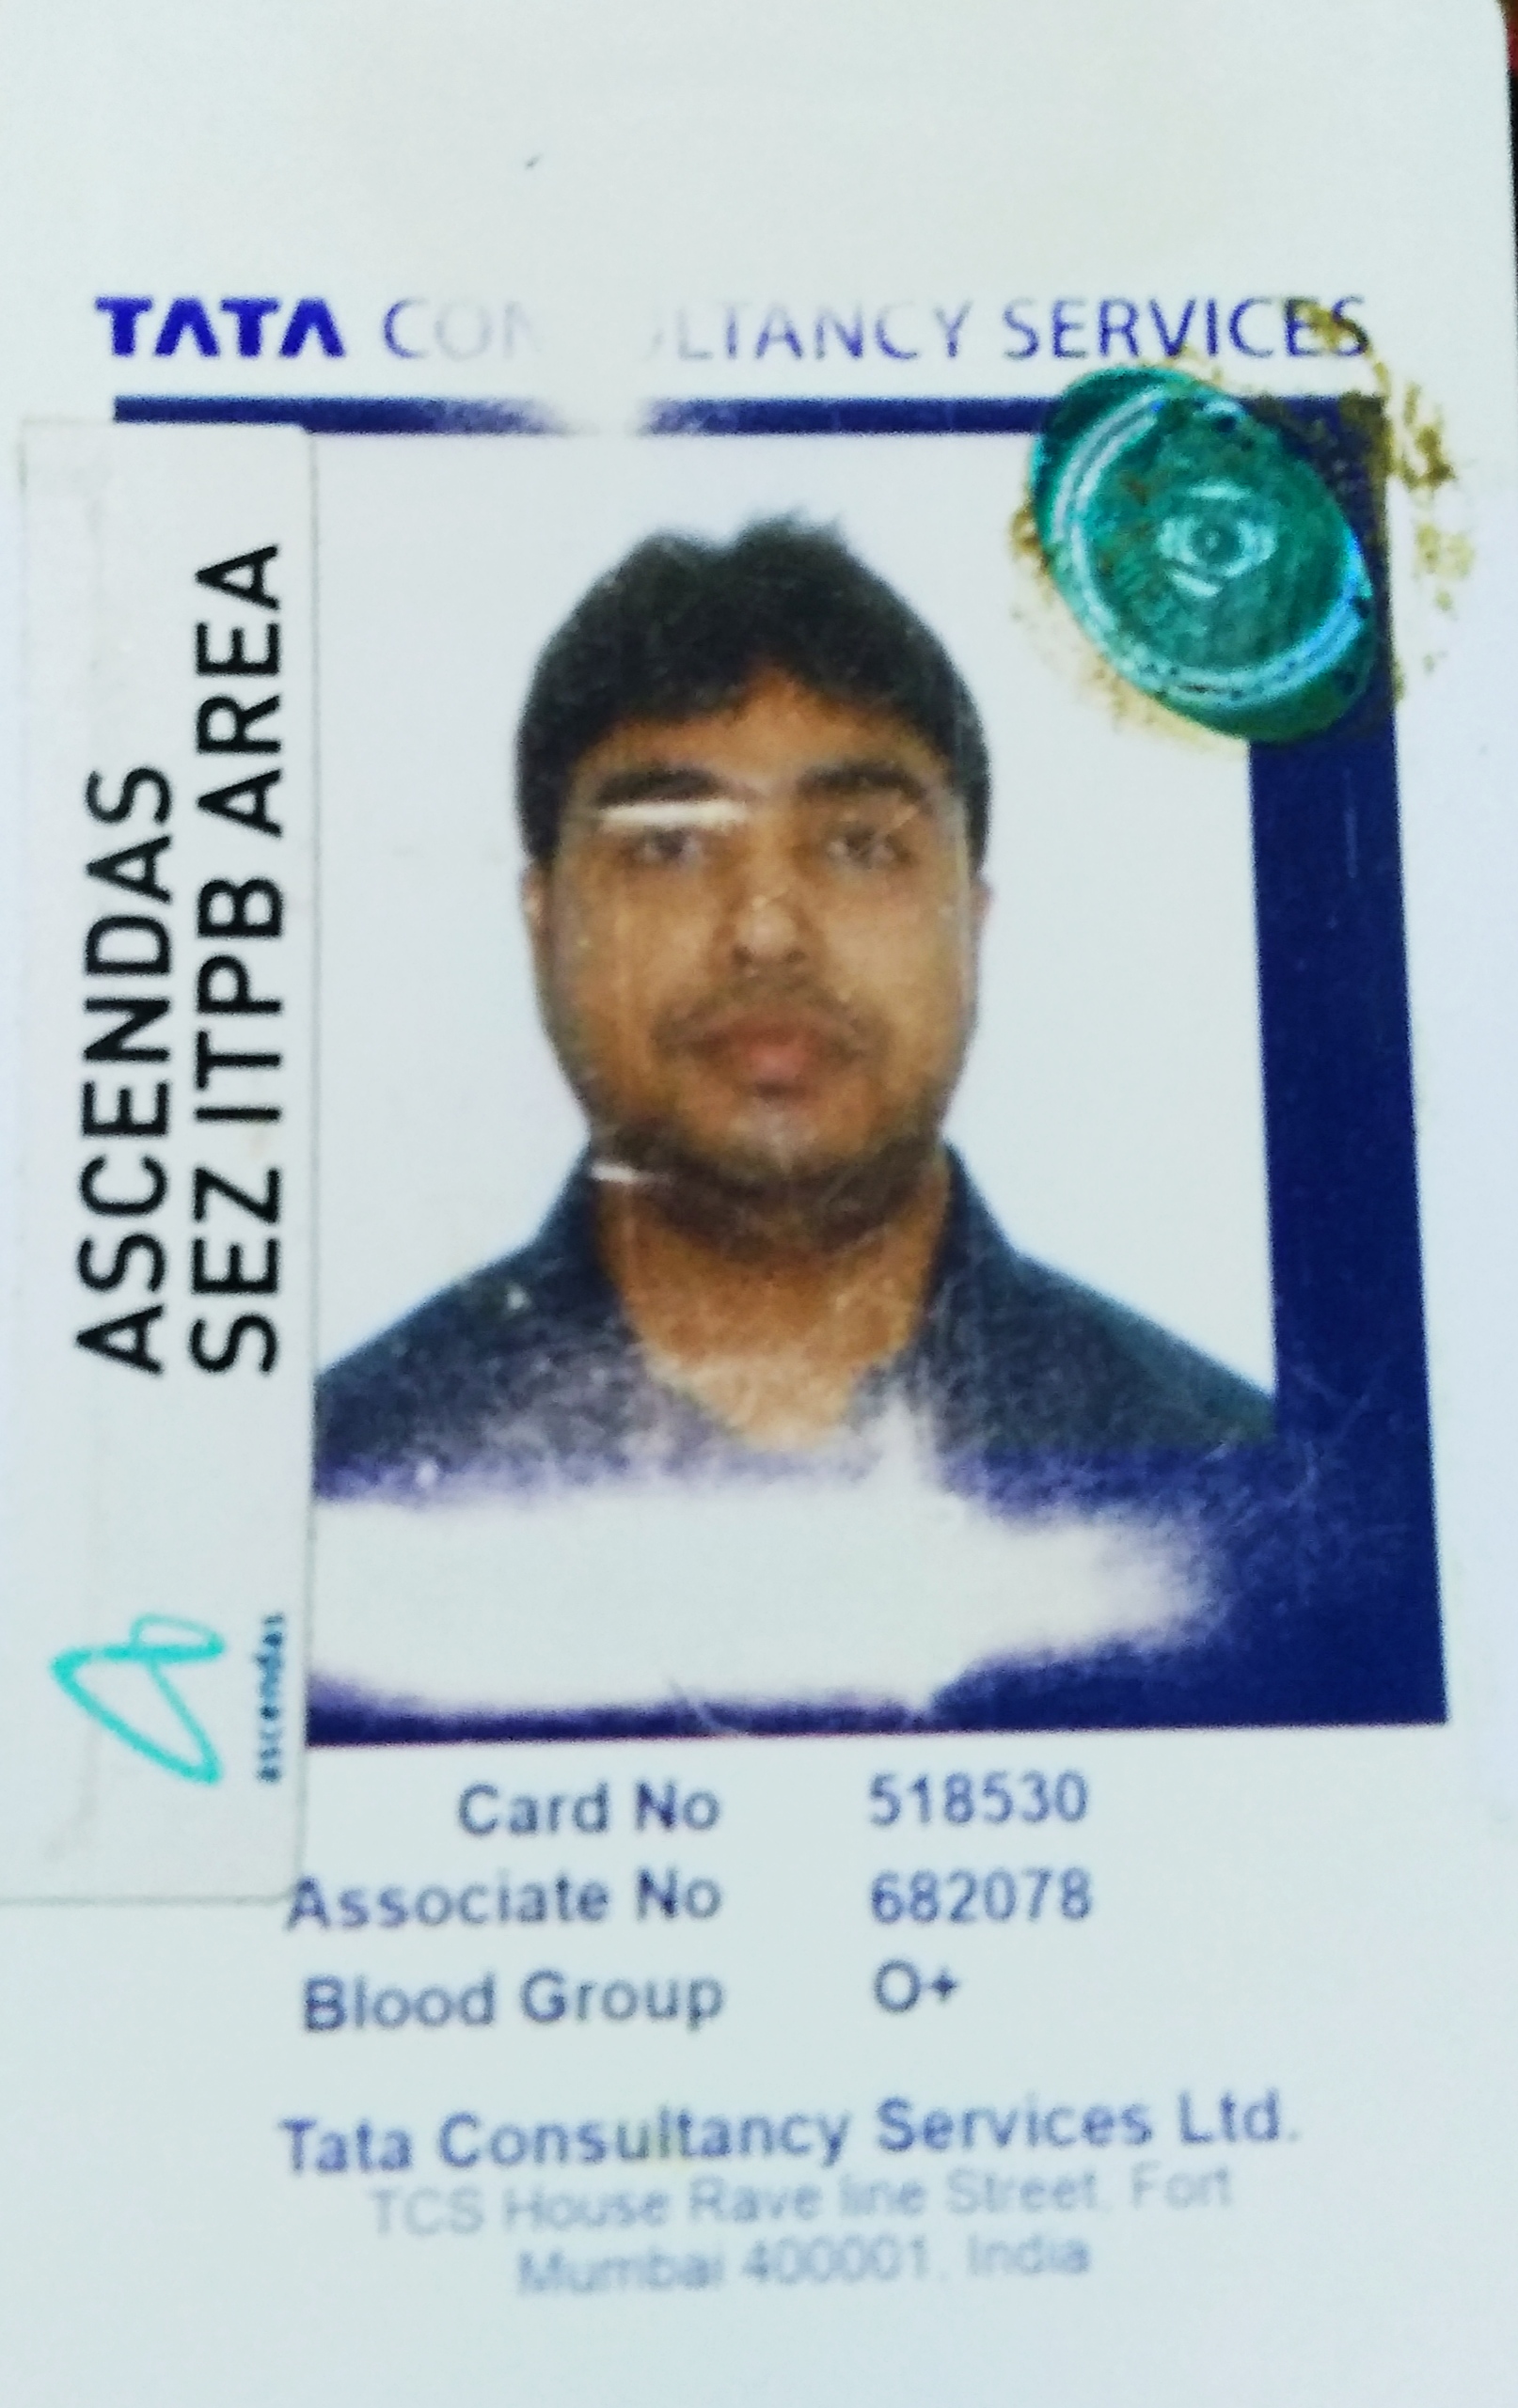 TATA CONSULTANCY SERVICES
ASCENDAS
SEZ ITPB AREA
ascendas
Card No 518530
Associate No 682078
Blood Group O+
Tata Consultancy Services Ltd.
TCS House Rave line Street, Fort
Mumbai 400001, India